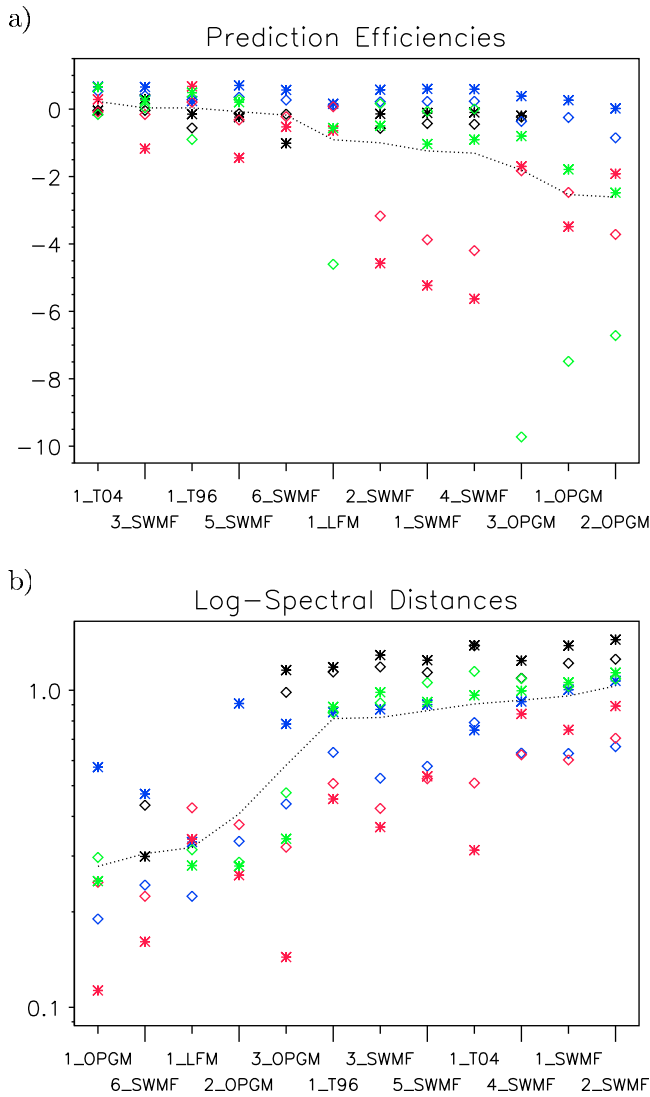 a)
Prediction Efficiencies
0
−2
−4
−6
−8
−10
1_T04 1_T96 6_SWMF 2_SWMF 4_SWMF 1_OPGM
3_SWMF 5_SWMF 1_LFM 1_SWMF 3_OPGM 2_OPGM
b)
Log−Spectral Distances
1.0
0.1
1_OPGM 1_LFM 3_OPGM 3_SWMF 1_T04 1_SWMF
6_SWMF 2_OPGM 1_T96 5_SWMF 4_SWMF 2_SWMF